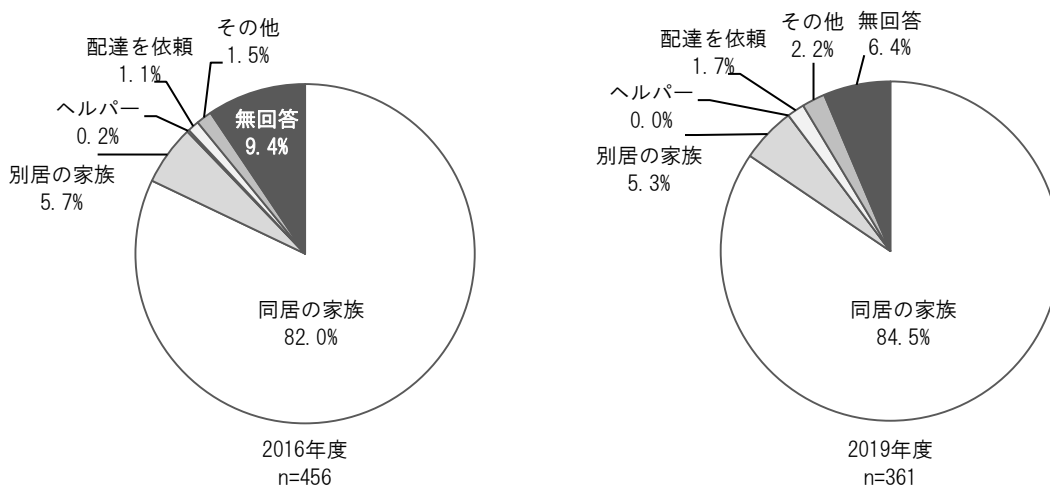 その他
1.5%
配達を依頼
1.1%
ヘルパー
0.2%
別居の家族
5.7%
無回答
9.4%
同居の家族
82.0%
2016年度
n=456
無回答
6.4%
その他
2.2%
配達を依頼
1.7%
ヘルパー
0.0%
別居の家族
5.3%
同居の家族
84.5%
2019年度
n=361